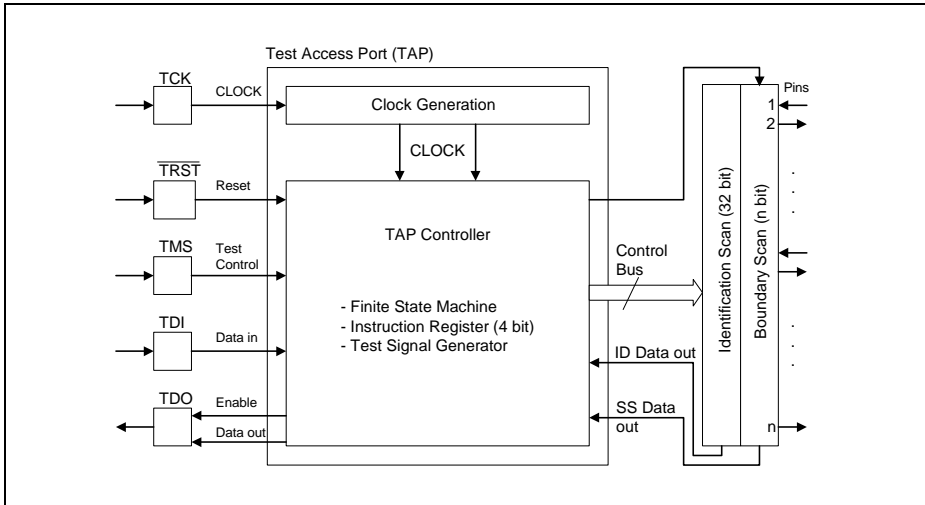 Test Access Port (TAP)
TCK
CLOCK
Clock Generation
CLOCK
TRST
Reset
TMS
Test
Control
TDI
Data in
TDO
Enable
Data out
TAP Controller
- Finite State Machine
- Instruction Register (4 bit)
- Test Signal Generator
Control
Bus
ID Data out
SS Data
out
Identification Scan (32 bit)
Boundary Scan (n bit)
Pins
1
2
.
.
.
.
.
.
n